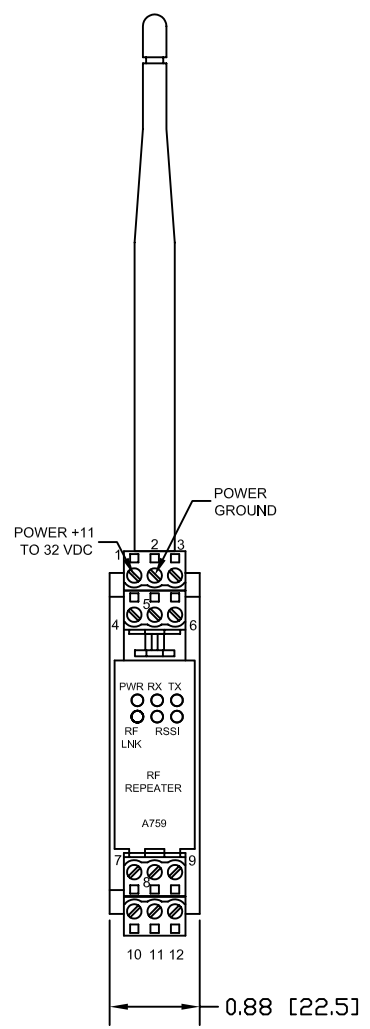 POWER
GROUND
POWER +11
TO 32 VDC
1 2 3
4 5 6
PWR RX TX
RF RSSI
LNK
RF
REPEATER
A759
7 8 9
10 11 12
0.88 [22.5]